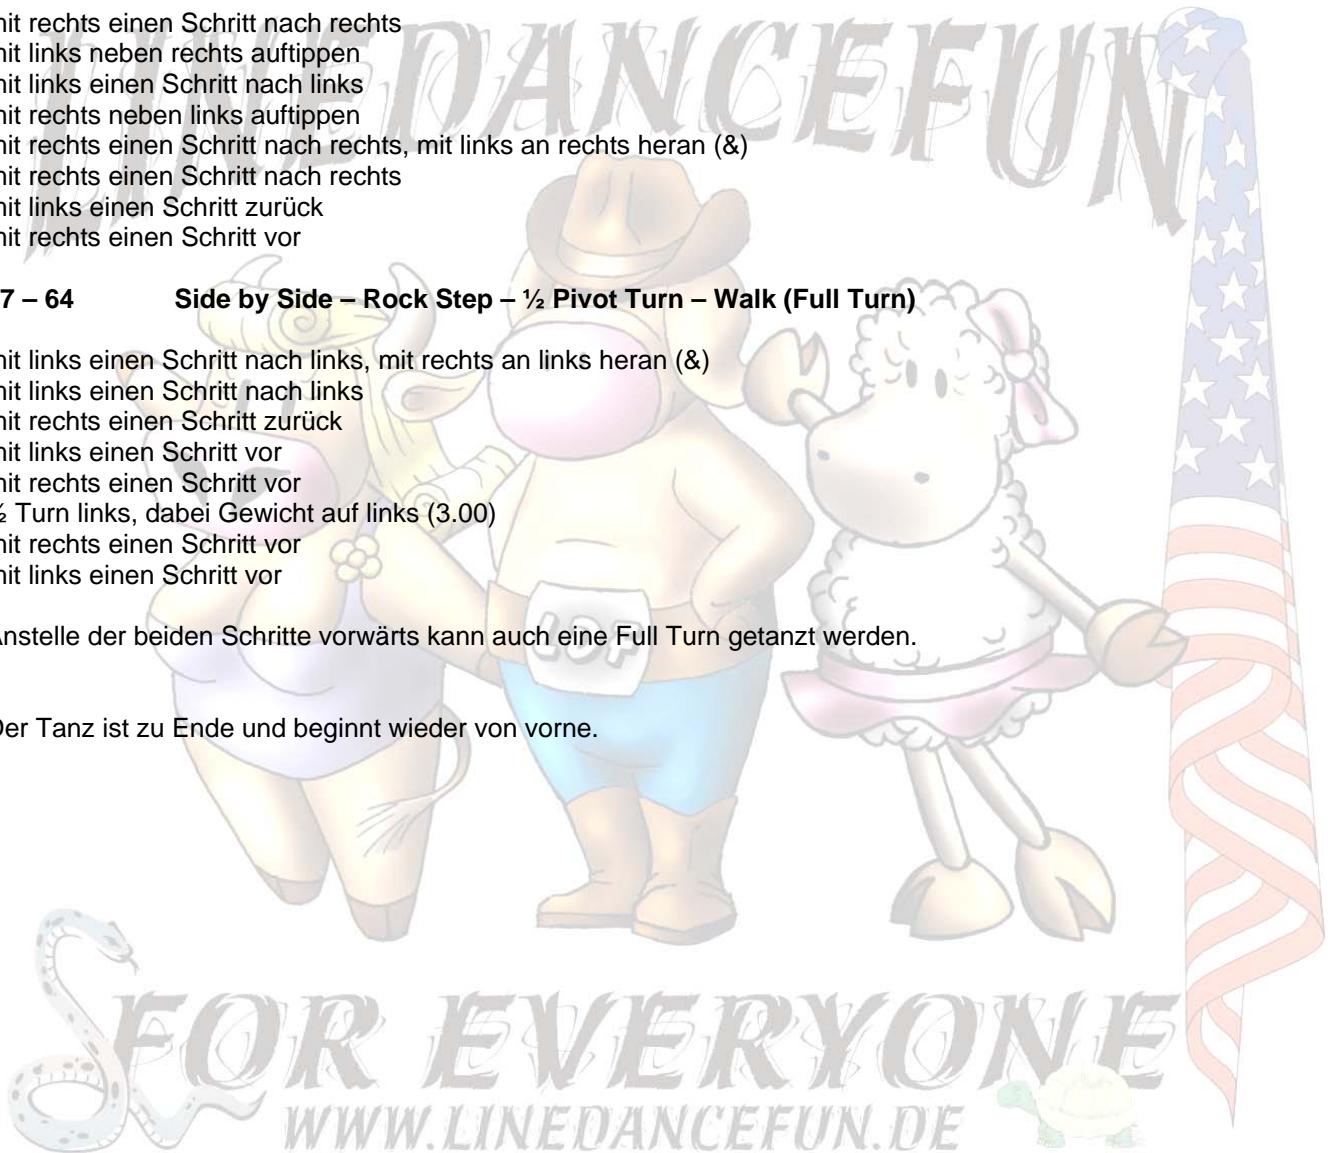 LINEDANCEFUN
mit rechts einen Schritt nach rechts
mit links neben rechts auftippen
mit links einen Schritt nach links
mit rechts neben links auftippen
mit rechts einen Schritt nach rechts, mit links an rechts heran (&)
mit rechts einen Schritt nach rechts
mit links einen Schritt zurück
mit rechts einen Schritt vor
7 – 64 Side by Side – Rock Step – ½ Pivot Turn – Walk (Full Turn)
mit links einen Schritt nach links, mit rechts an links heran (&)
mit links einen Schritt nach links
mit rechts einen Schritt zurück
mit links einen Schritt vor
mit rechts einen Schritt vor
½ Turn links, dabei Gewicht auf links (3.00)
mit rechts einen Schritt vor
mit links einen Schritt vor
Anstelle der beiden Schritte vorwärts kann auch eine Full Turn getanzt werden.
LDF
Der Tanz ist zu Ende und beginnt wieder von vorne.
FOR EVERYONE
WWW.LINEDANCEFUN.DE